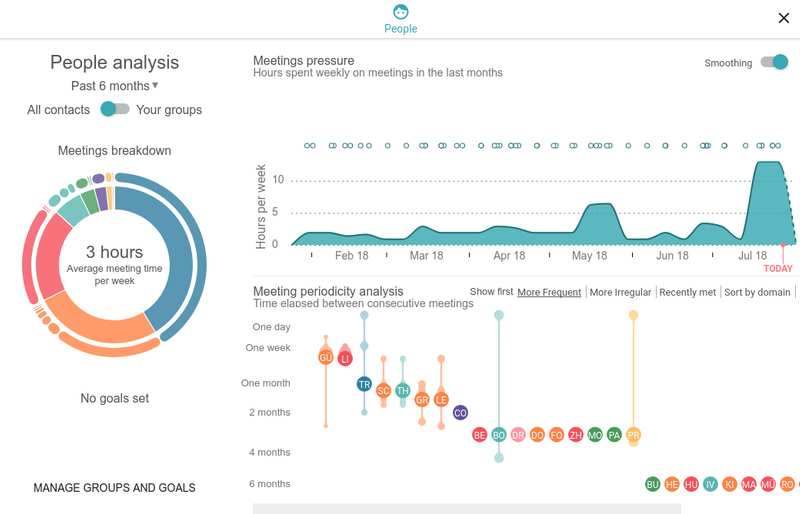 People
People analysis
Past 6 months
All contacts
Your groups
Meetings breakdown
3 hours
Average meeting time
per week
No goals set
MANAGE GROUPS AND GOALS
Meetings pressure
Hours spent weekly on meetings in the last months
Smoothing
Hours per week
10
5
0
Feb 18
Mar 18
Apr 18
May 18
Jun 18
Jul 18
TODAY
Meeting periodicity analysis
Time elapsed between consecutive meetings
Show first
More Frequent
More Irregular
Recently met
Sort by domain
One day
One week
One month
2 months
4 months
6 months
GU LI
TR SC TH GR LE CO
BE BO DR DO FO ZH MO PA PR
BU HE HU IV KI MA MU RO